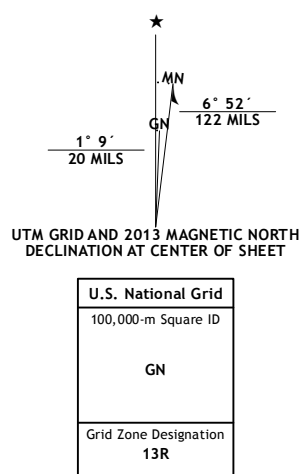 ★
MN
GN
6° 52´
122 MILS
1° 9´
20 MILS
UTM GRID AND 2013 MAGNETIC NORTH
DECLINATION AT CENTER OF SHEET
U.S. National Grid
100,000-m Square ID
GN
Grid Zone Designation
13R